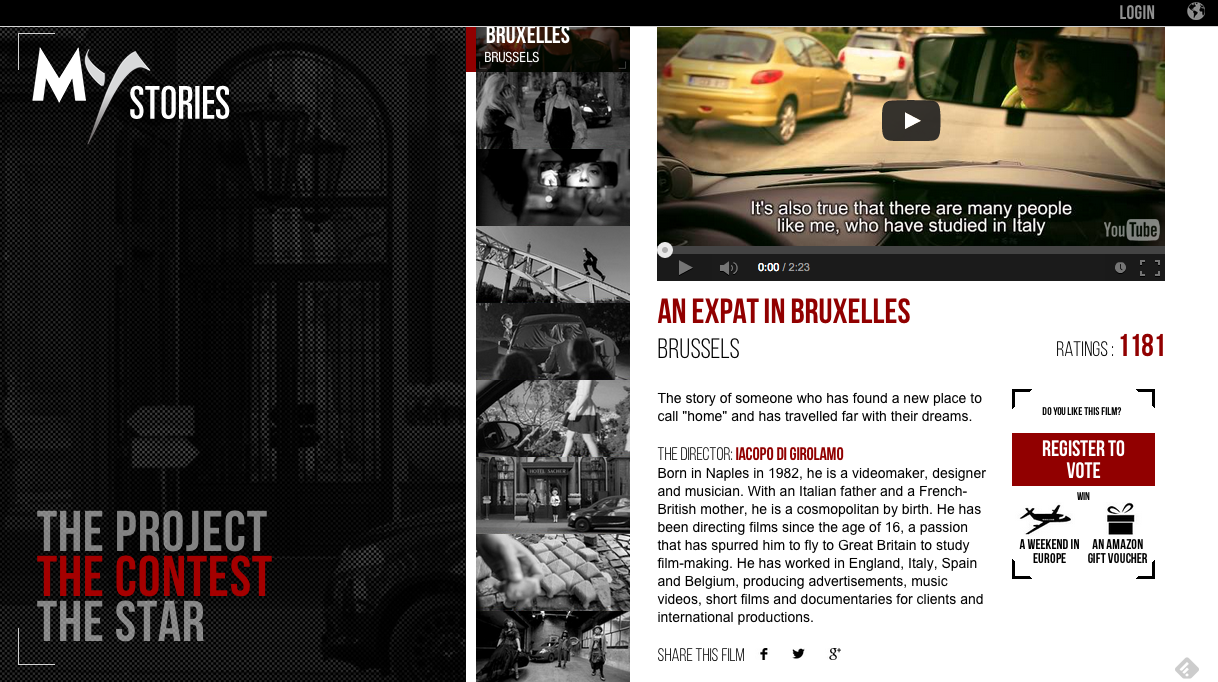 LOGIN
MY STORIES
THE PROJECT
THE CONTEST
THE STAR
BRUXELLES
BRUSSELS
HOTEL SACHER
It's also true that there are many people
like me, who have studied in Italy
YouTube
0:00 / 2:23
AN EXPAT IN BRUXELLES
BRUSSELS
RATINGS : 1181
The story of someone who has found a new place to
call "home" and has travelled far with their dreams.
THE DIRECTOR: IACOPO DI GIROLAMO
Born in Naples in 1982, he is a videomaker, designer
and musician. With an Italian father and a French-
British mother, he is a cosmopolitan by birth. He has
been directing films since the age of 16, a passion
that has spurred him to fly to Great Britain to study
film-making. He has worked in England, Italy, Spain
and Belgium, producing advertisements, music
videos, short films and documentaries for clients and
international productions.
DO YOU LIKE THIS FILM?
REGISTER TO
VOTE
WIN
A WEEKEND IN
EUROPE
AN AMAZON
GIFT VOUCHER
SHARE THIS FILM